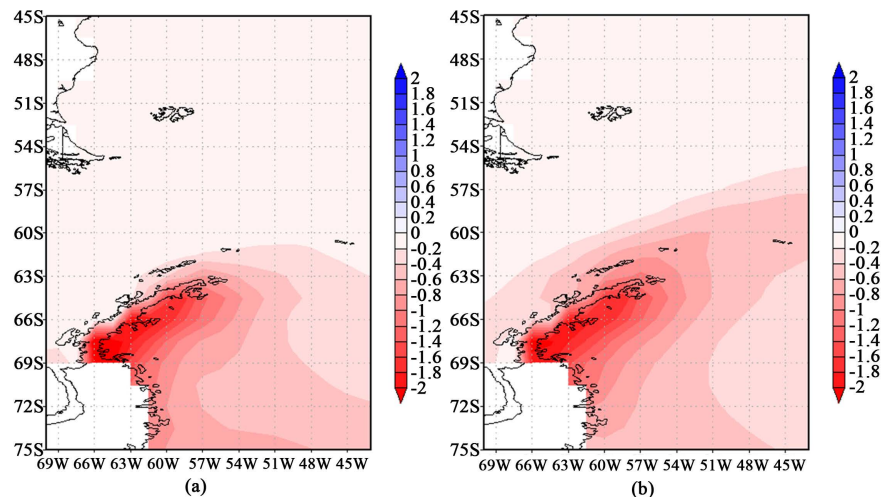 45S
48S
51S
54S
57S
60S
63S
66S
69S
72S
75S
69W 66W 63W 60W 57W 54W 51W 48W 45W
(a)
2
1.8
1.6
1.4
1.2
1
0.8
0.6
0.4
0.2
0
-0.2
-0.4
-0.6
-0.8
-1
-1.2
-1.4
-1.6
-1.8
-2
45S
48S
51S
54S
57S
60S
63S
66S
69S
72S
75S
69W 66W 63W 60W 57W 54W 51W 48W 45W
(b)
2
1.8
1.6
1.4
1.2
1
0.8
0.6
0.4
0.2
0
-0.2
-0.4
-0.6
-0.8
-1
-1.2
-1.4
-1.6
-1.8
-2